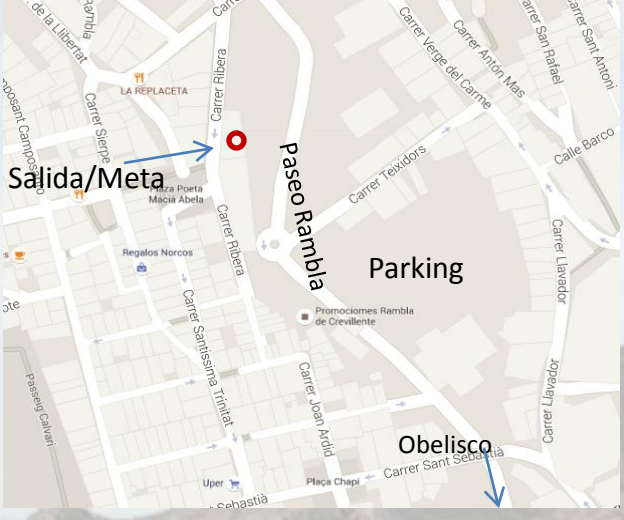 Rambla
de la Llibertat
LA REPLACETA
Carrer Ribera
Carrer Sierpe
Camposanto
Salida/Meta
Plaza Poeta
Macià Abela
Regalos Norcos
Carrer Ribera
Carrer Santíssima Trinitat
Passeig Calvari
Uper
Sebastià
Carrer Joan Ardid
Plaça Chapí
Paseo Rambla
Promociones Rambla
de Crevillente
Parking
Carrer Teixidors
Carrer Verge del Carme
Carrer Antón Mas
Carrer San Rafael
Carrer Sant Antoni
Calle Barco
Carrer Llavador
Carrer Llavador
Obelisco
Carrer Sant Sebastià